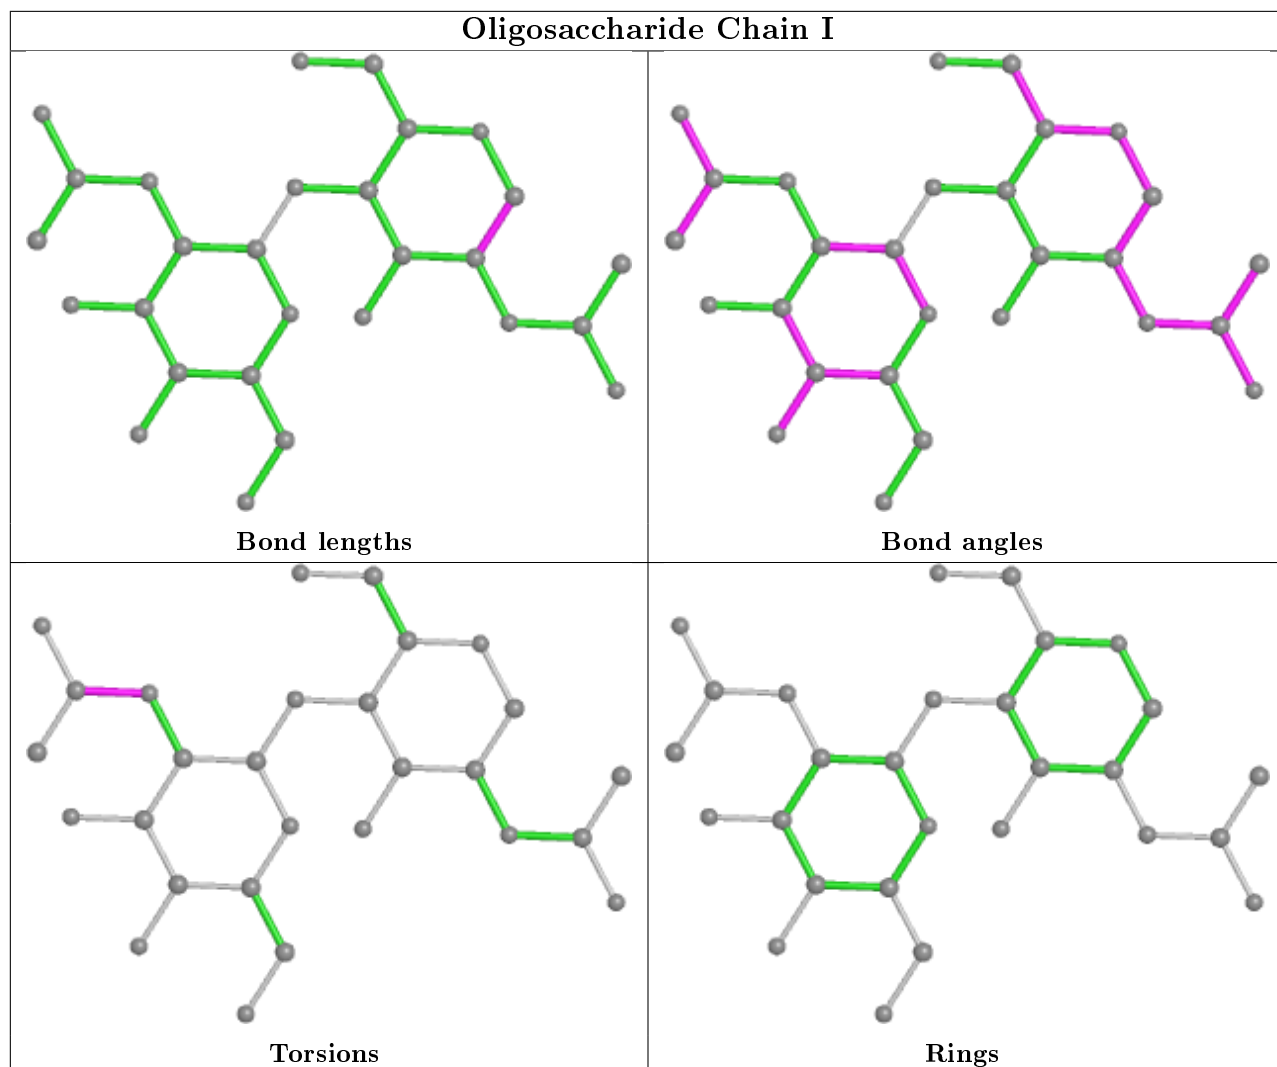 Oligosaccharide Chain I
Bond lengths
Bond angles
Torsions
Rings